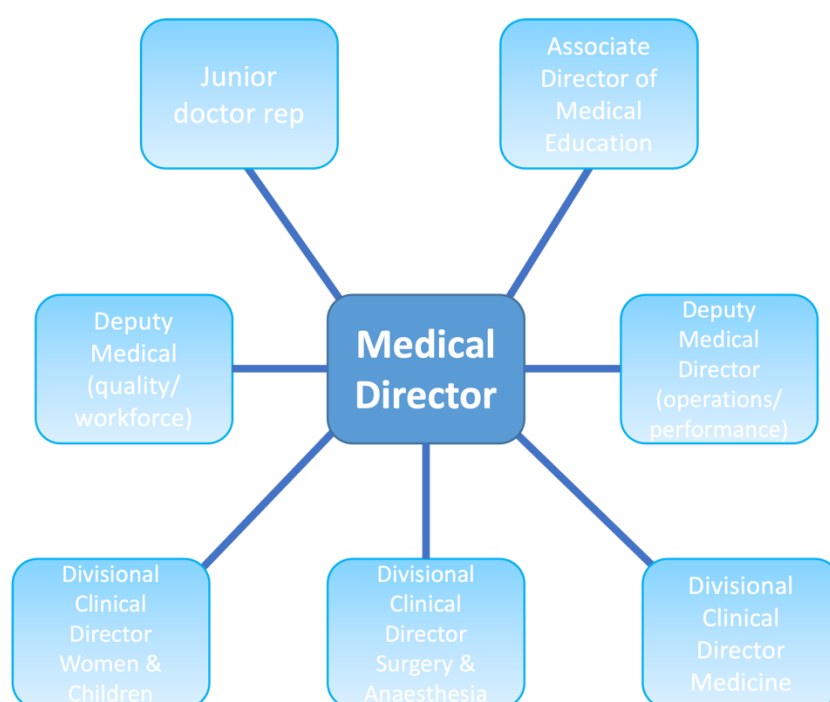 Junior
doctor rep
Associate
Director of
Medical
Education
Deputy
Medical
(quality/
workforce)
Medical
Director
Deputy
Medical
Director
(operations/
performance)
Divisional
Clinical
Director
Women &
Children
Divisional
Clinical
Director
Surgery &
Anaesthesia
Divisional
Clinical
Director
Medicine